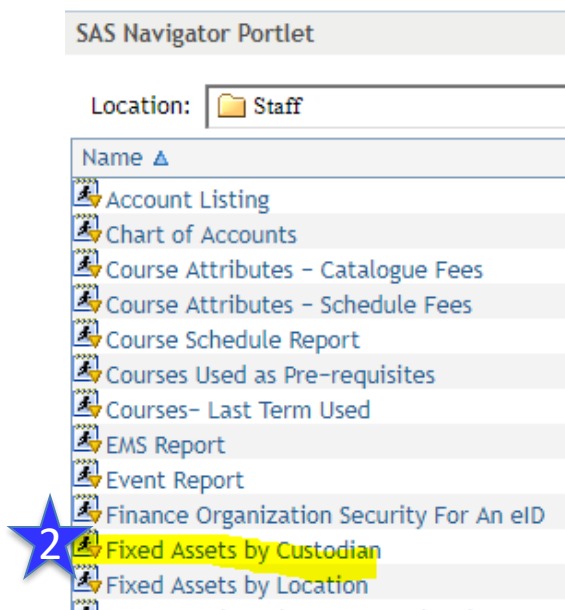 SAS Navigator Portlet
Location: Staff
Name
Account Listing
Chart of Accounts
Course Attributes - Catalogue Fees
Course Attributes - Schedule Fees
Course Schedule Report
Courses Used as Pre-requisites
Courses- Last Term Used
EMS Report
Event Report
Finance Organization Security For An eID
2 Fixed Assets by Custodian
Fixed Assets by Location